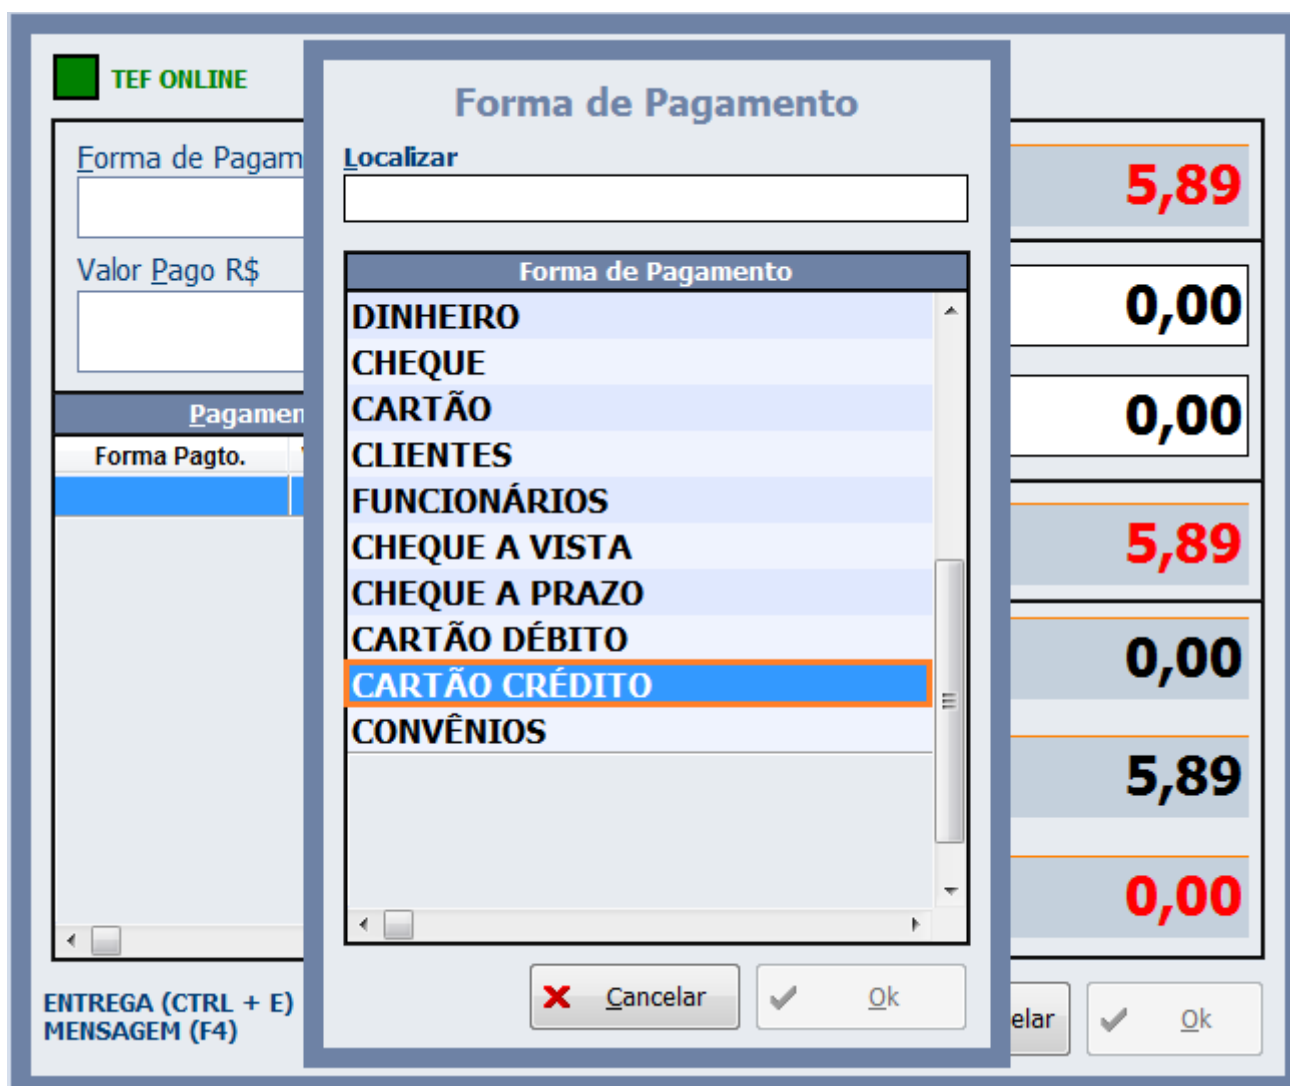 TEF ONLINE
Forma de Pagam
Valor Pago R$
Pagamen
Forma Pagto.
ENTREGA (CTRL + E)
MENSAGEM (F4)
Forma de Pagamento
Localizar
Forma de Pagamento
DINHEIRO
CHEQUE
CARTÃO
CLIENTES
FUNCIONÁRIOS
CHEQUE A VISTA
CHEQUE A PRAZO
CARTÃO DÉBITO
CARTÃO CRÉDITO
CONVÊNIOS
Cancelar Ok
5,89
0,00
0,00
5,89
0,00
5,89
0,00
elar Ok